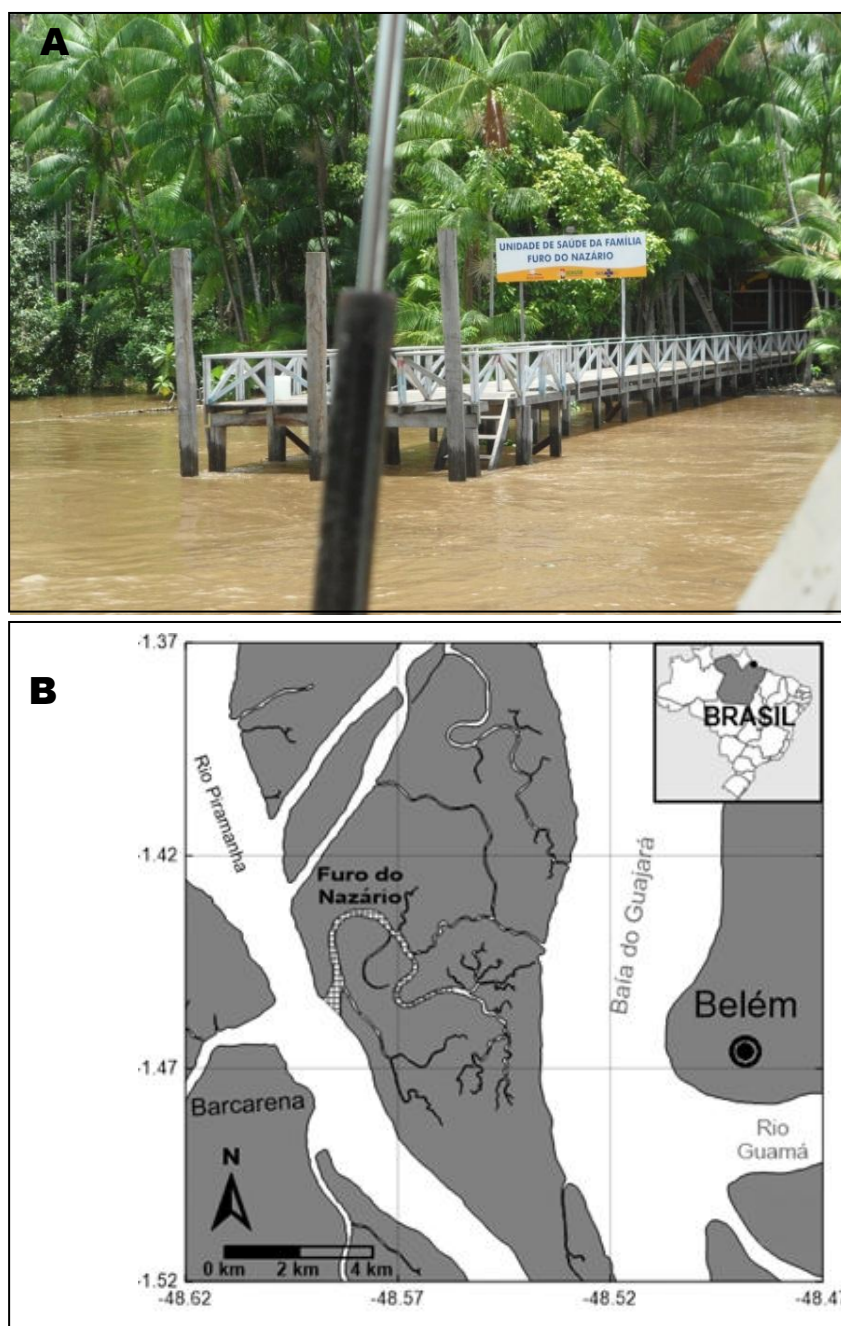 A
UNIDADE DE SAÚDE DA FAMÍLIA
FURO DO NAZÁRIO
B
-1.37
BRASIL
Rio Piramanha
-1.42
Furo do
Nazário
Baía do Guajará
Belém
-1.47
Barcarena
Rio
Guamá
N
0 km 2 km 4 km
-1.52
-48.62 -48.57 -48.52 -48.47